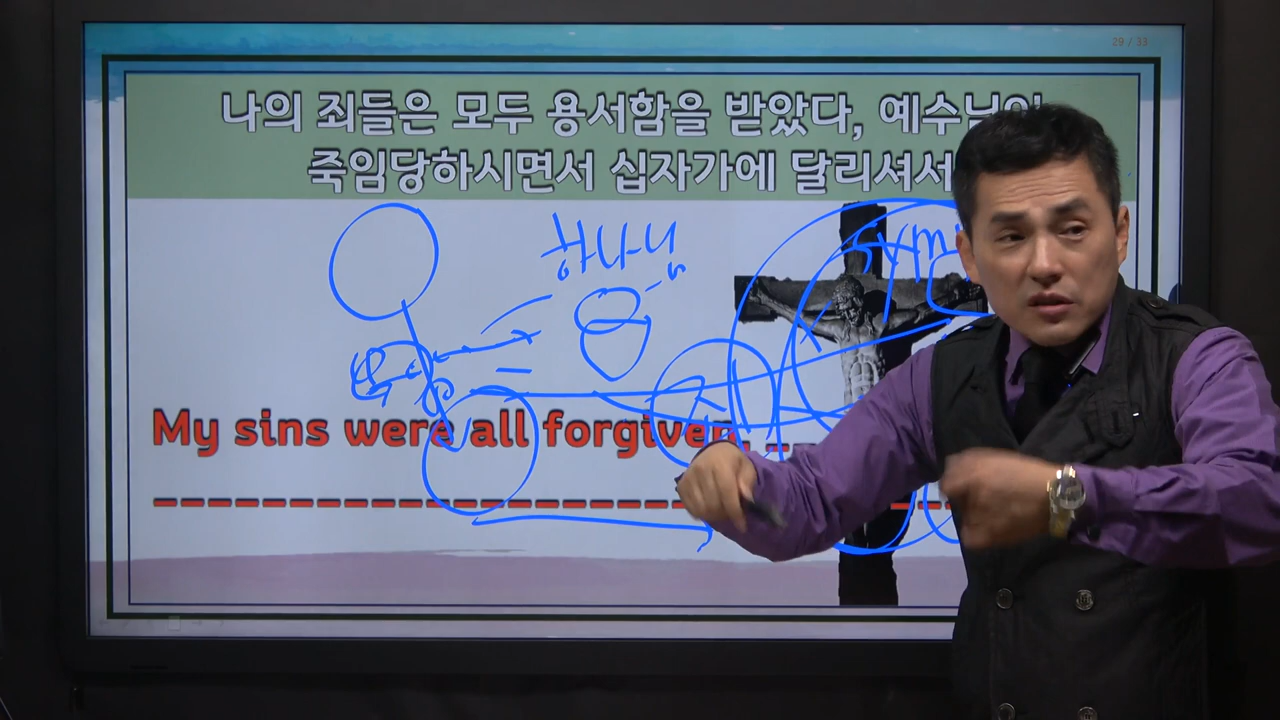 29 / 33
나의 죄들은 모두 용서함을 받았다, 예수님이
죽임당하시면서 십자가에 달리셔서
하나님
sym
My sins were all forgiven,